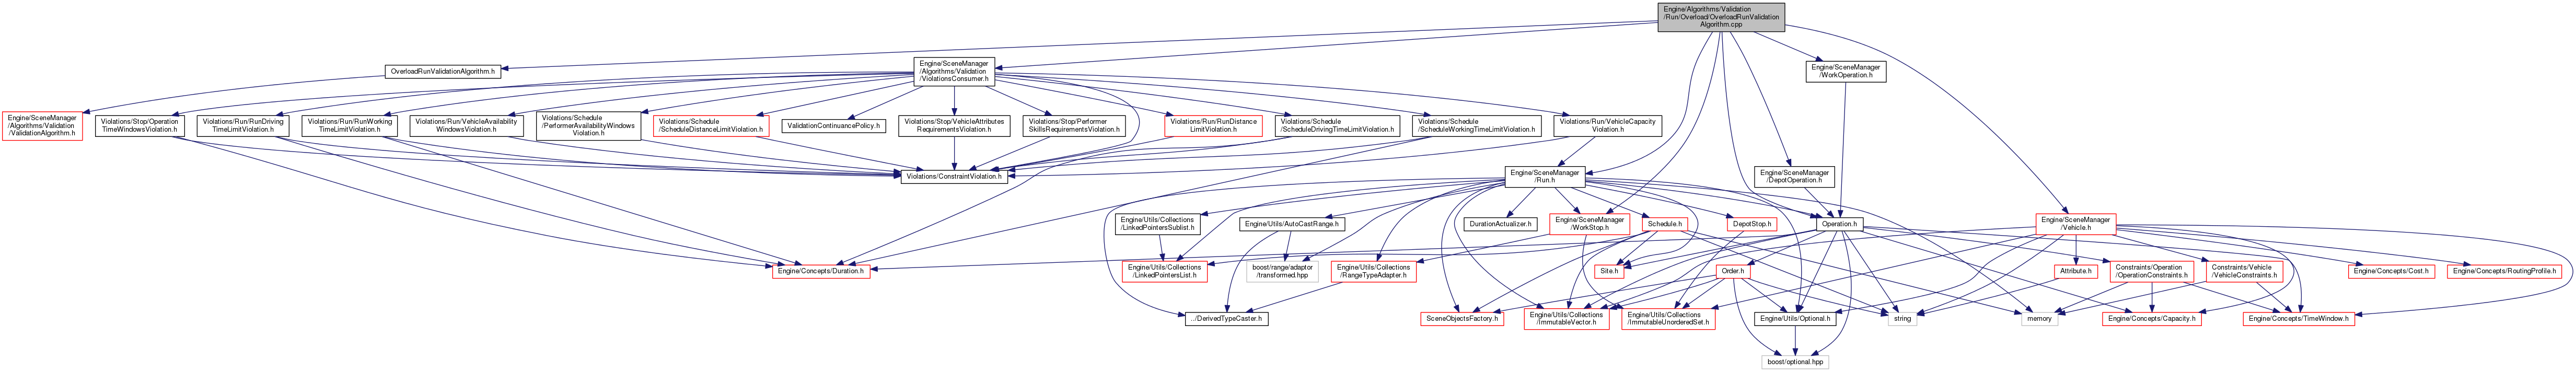 Engine/Algorithms/Validation
/Run/Overload/OverloadRunValidation
Algorithm.cpp
OverloadRunValidationAlgorithm.h
Engine/SceneManager
/Algorithms/Validation
/ViolationsConsumer.h
Engine/SceneManager
/WorkOperation.h
Engine/SceneManager
/Algorithms/Validation
/ValidationAlgorithm.h
Violations/Stop/Operation
TimeWindowsViolation.h
Violations/Run/RunDriving
TimeLimitViolation.h
Violations/Run/RunWorking
TimeLimitViolation.h
Violations/Run/VehicleAvailability
WindowsViolation.h
Violations/Schedule
/PerformerAvailabilityWindows
Violation.h
Violations/Schedule
/ScheduleDistanceLimitViolation.h
ValidationContinuancePolicy.h
Violations/Stop/VehicleAttributes
RequirementsViolation.h
Violations/Stop/Performer
SkillsRequirementsViolation.h
Violations/Run/RunDistance
LimitViolation.h
Violations/Schedule
/ScheduleDrivingTimeLimitViolation.h
Violations/Schedule
/ScheduleWorkingTimeLimitViolation.h
Violations/Run/VehicleCapacity
Violation.h
Violations/ConstraintViolation.h
Engine/SceneManager
/Run.h
Engine/SceneManager
/DepotOperation.h
Engine/Utils/Collections
/LinkedPointersSublist.h
Engine/Utils/AutoCastRange.h
DurationActualizer.h
Engine/SceneManager
/WorkStop.h
Schedule.h
DepotStop.h
Operation.h
Engine/SceneManager
/Vehicle.h
Engine/Concepts/Duration.h
Engine/Utils/Collections
/LinkedPointersList.h
boost/range/adaptor
/transformed.hpp
Engine/Utils/Collections
/RangeTypeAdapter.h
Site.h
Order.h
Attribute.h
Constraints/Operation
/OperationConstraints.h
Constraints/Vehicle
/VehicleConstraints.h
Engine/Concepts/Cost.h
Engine/Concepts/RoutingProfile.h
../DerivedTypeCaster.h
SceneObjectsFactory.h
Engine/Utils/Collections
/ImmutableVector.h
Engine/Utils/Collections
/ImmutableUnorderedSet.h
Engine/Utils/Optional.h
string
memory
Engine/Concepts/Capacity.h
Engine/Concepts/TimeWindow.h
boost/optional.hpp